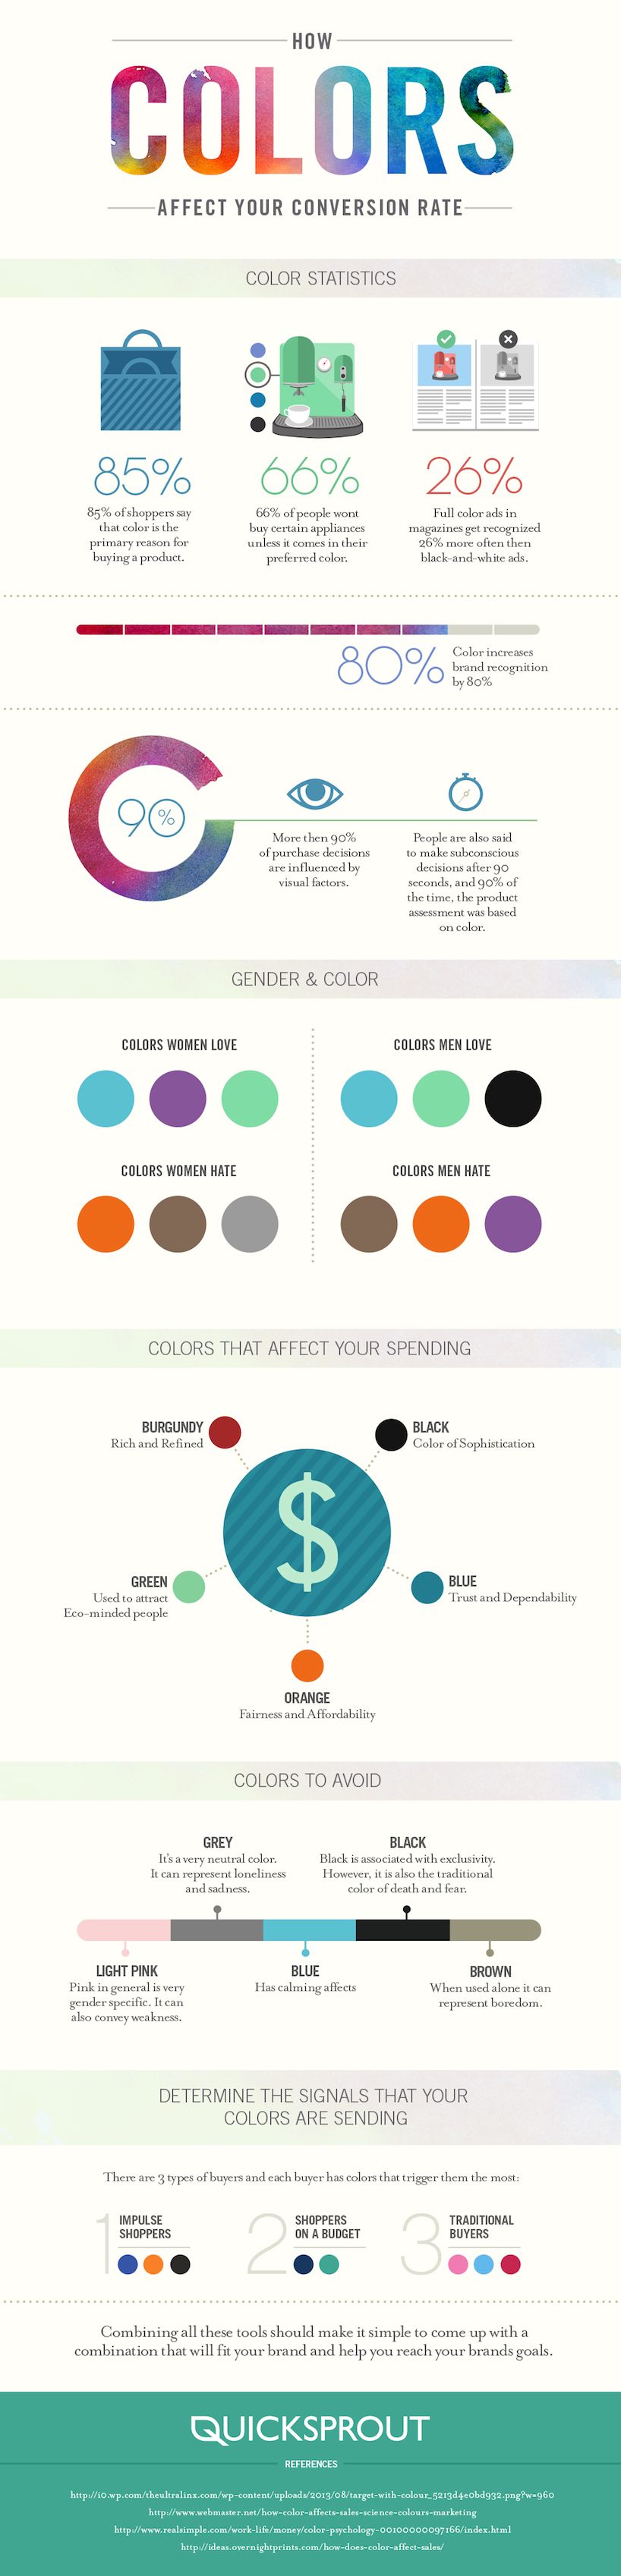 HOW
COLORS
AFFECT YOUR CONVERSION RATE
COLOR STATISTICS
85%
85% of shoppers say
that color is the
primary reason for
buying a product.
66%
66% of people wont
buy certain appliances
unless it comes in their
preferred color.
26%
Full color ads in
magazines get recognized
26% more often then
black-and-white ads.
80%
Color increases
brand recognition
by 80%
90%
More then 90%
of purchase decisions
are influenced by
visual factors.
People are also said
to make subconscious
decisions after 90
seconds, and 90% of
the time, the product
assessment was based
on color.
GENDER & COLOR
COLORS WOMEN LOVE
COLORS MEN LOVE
COLORS WOMEN HATE
COLORS MEN HATE
COLORS THAT AFFECT YOUR SPENDING
BURGUNDY
Rich and Refined
BLACK
Color of Sophistication
$
GREEN
Used to attract
Eco-minded people
BLUE
Trust and Dependability
ORANGE
Fairness and Affordability
COLORS TO AVOID
GREY
It's a very neutral color.
It can represent loneliness
and sadness.
BLACK
Black is associated with exclusivity.
However, it is also the traditional
color of death and fear.
LIGHT PINK
Pink in general is very
gender specific. It can
also convey weakness.
BLUE
Has calming affects
BROWN
When used alone it can
represent boredom.
DETERMINE THE SIGNALS THAT YOUR
COLORS ARE SENDING
There are 3 types of buyers and each buyer has colors that trigger them the most:
1
IMPULSE
SHOPPERS
2
SHOPPERS
ON A BUDGET
3
TRADITIONAL
BUYERS
Combining all these tools should make it simple to come up with a
combination that will fit your brand and help you reach your brands goals.
QUICKSPROUT
REFERENCES
http://i0.wp.com/theultralinx.com/wp-content/uploads/2013/08/target-with-colour_5213d4e0bd932.png?w=960
http://www.webmaster.net/how-color-affects-sales-science-colours-marketing
http://www.realsimple.com/work-life/money/color-psychology-00100000097166/index.html
http://ideas.overnightprints.com/how-does-color-affect-sales/